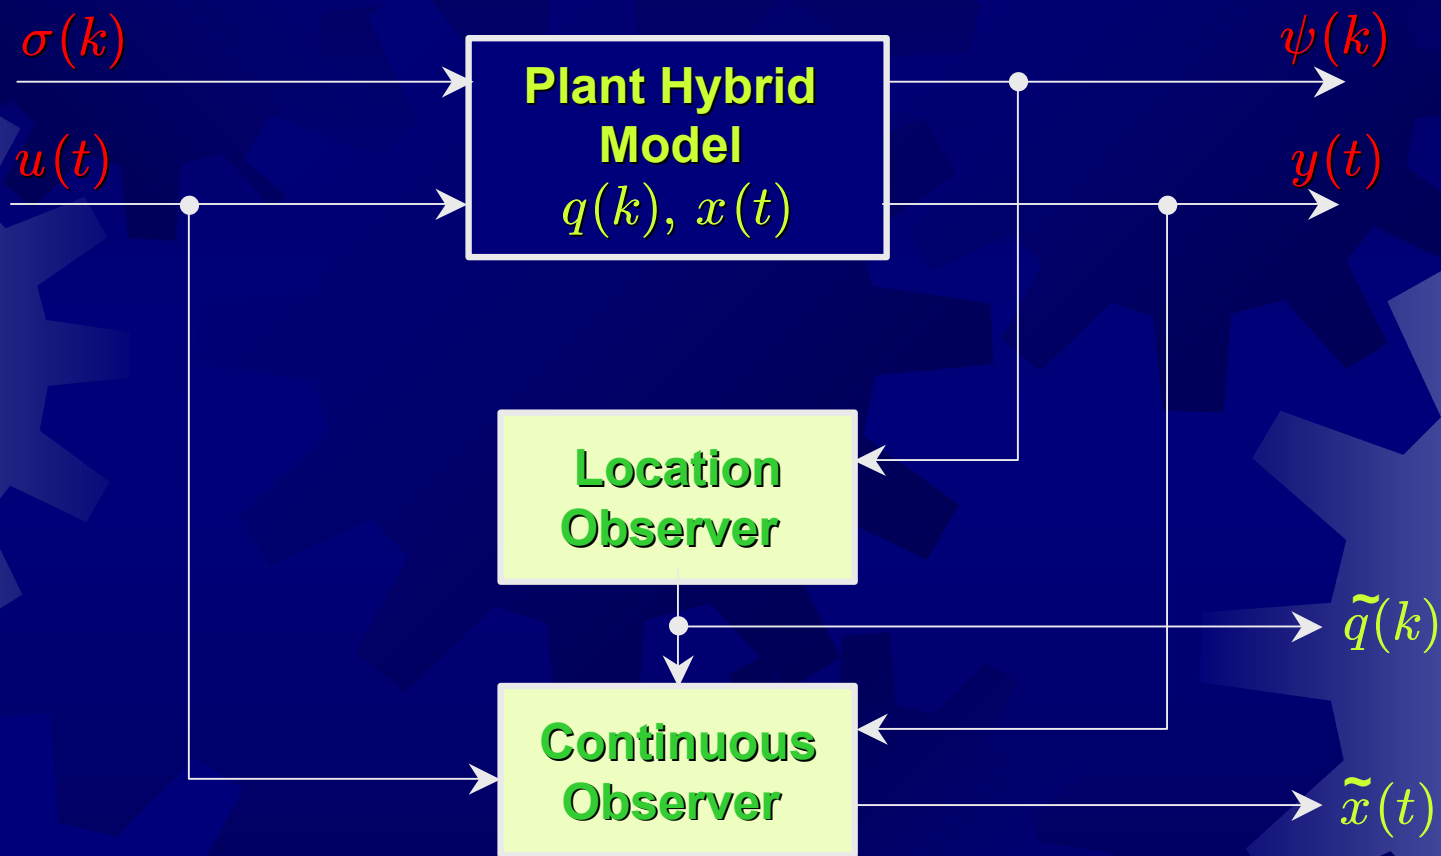 σ(k)
ψ(k)
Plant Hybrid
Model
q(k), x(t)
u(t)
y(t)
Location
Observer
q̃(k)
Continuous
Observer
x̃(t)